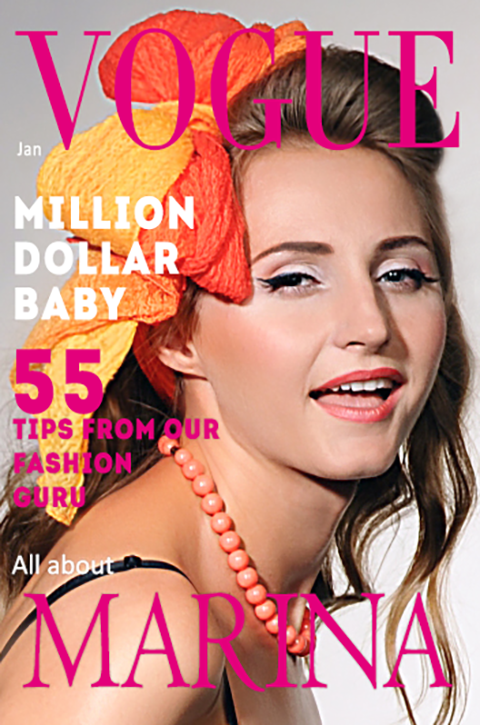 VOGUE
Jan
MILLION
DOLLAR
BABY
55
TIPS FROM OUR
FASHION
GURU
All about
MARINA